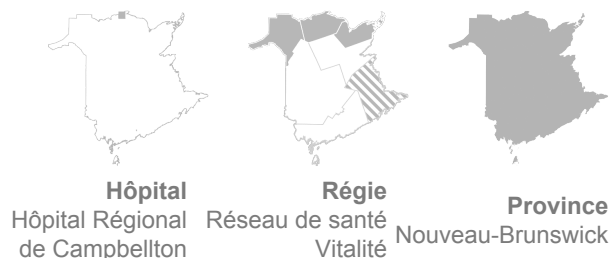 Hôpital
Hôpital Régional
de Campbellton
Régie
Réseau de santé
Vitalité
Province
Nouveau-Brunswick